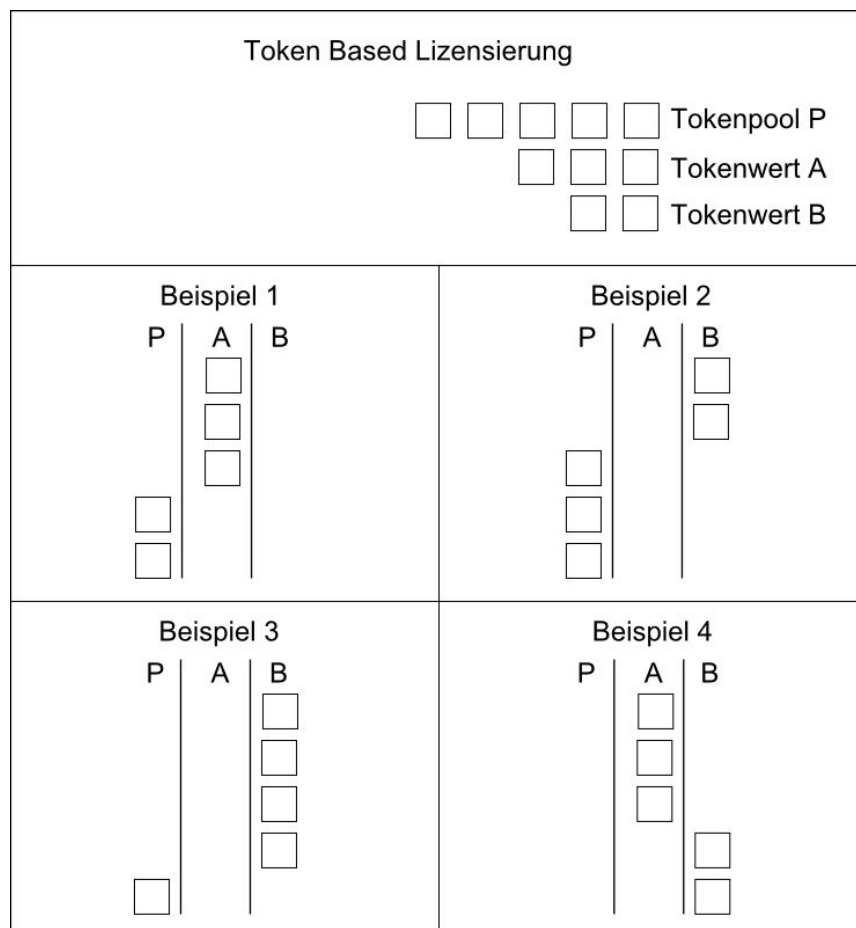 Token Based Lizensierung
Tokenpool P
Tokenwert A
Tokenwert B
Beispiel 1
P A B
Beispiel 2
P A B
Beispiel 3
P A B
Beispiel 4
P A B